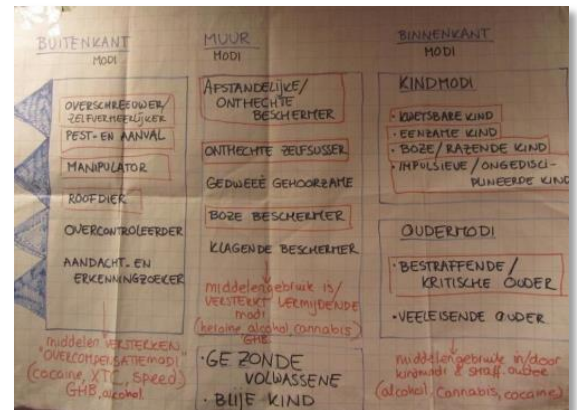 BUITENKANT
MODI
OVERSCHREEUWER/
ZELFVERHEERLIJKER
PEST- EN AANVAL
MANIPULATOR
ROOFDIER
OVERCONTROLEERDER
AANDACHT- EN
ERKENNINGZOEKER
middelen VERSTERKEN
"OVERCOMPENSATIEMODI"
(cocaïne, XTC, speed)
GHB, alcohol
MUUR
MODI
AFSTANDELIJKE/
ONTHECHTE
BESCHERMER
ONTHECHTE ZELFSUSSER
GEDWEEË GEHOORZAME
BOZE BESCHERMER
KLAGENDE BESCHERMER
middelengebruik is/
VERSTERKT VERMIJDENDE
modi
(heroïne, alcohol, cannabis)
GHB
· GEZONDE
VOLWASSENE
· BLIJE KIND
BINNENKANT
MODI
KINDMODI
· KWETSBARE KIND
· EENZAME KIND
· BOZE/RAZENDE KIND
· IMPULSIEVE/ONGEDISCI-
PLINEERDE KIND
OUDERMODI
· BESTRAFFENDE/
KRITISCHE OUDER
· VEELEISENDE OUDER
middelengebruik in/door
kindmodi & straff. ouder
(alcohol, cannabis, cocaïne)